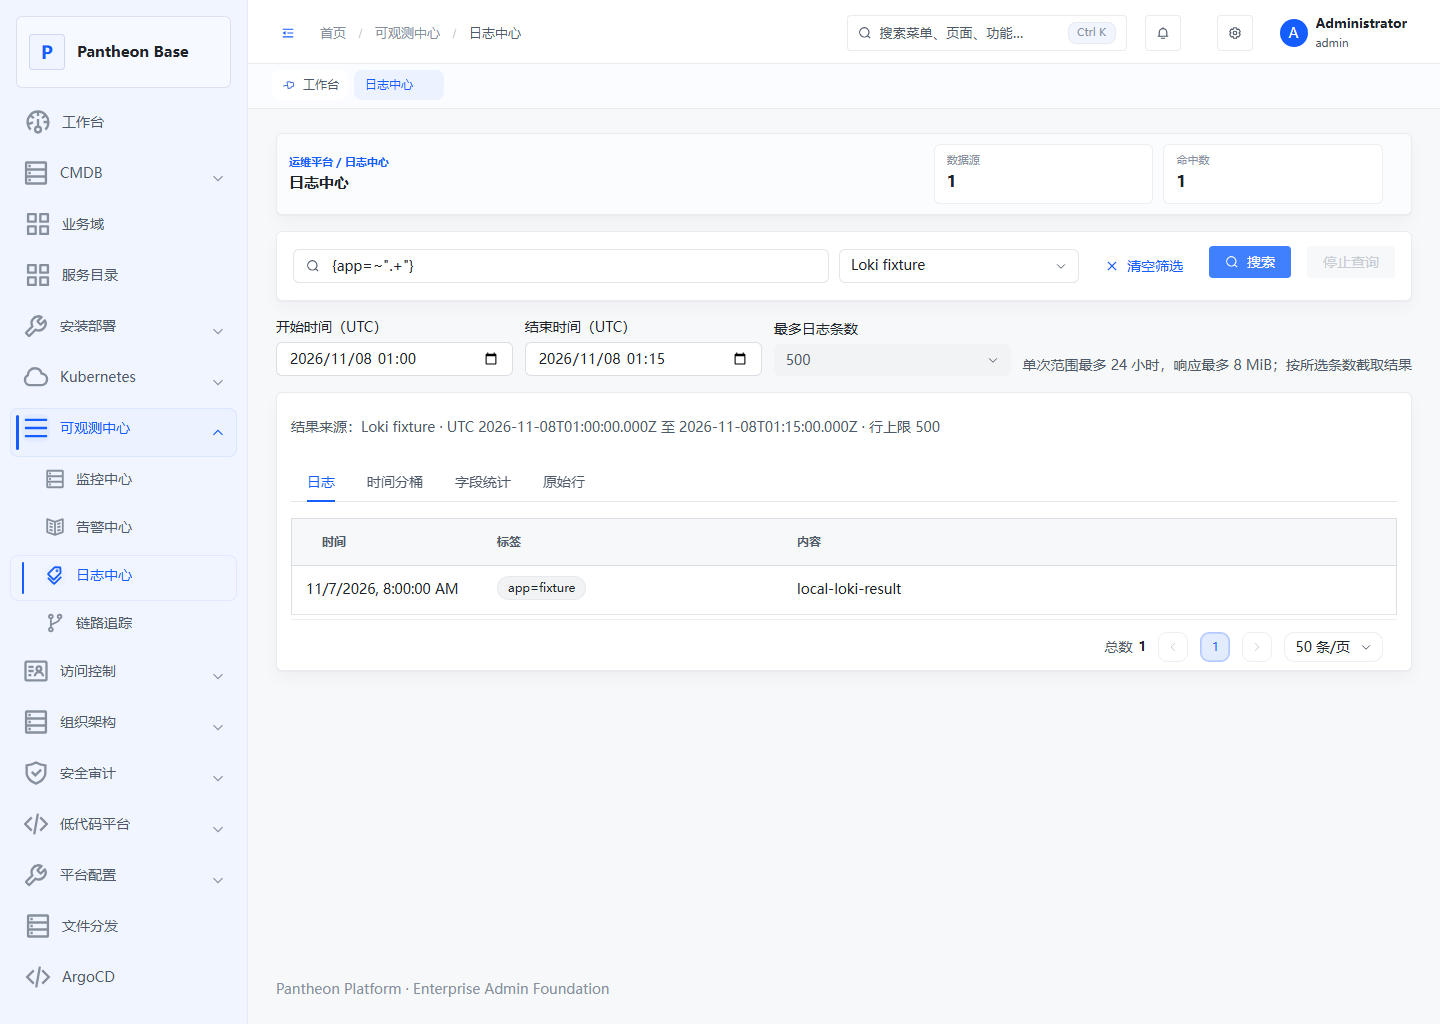 P Pantheon Base
工作台
CMDB
业务域
服务目录
安装部署
Kubernetes
可观测中心
监控中心
告警中心
日志中心
链路追踪
访问控制
组织架构
安全审计
低代码平台
平台配置
文件分发
ArgoCD
首页 / 可观测中心 / 日志中心
搜索菜单、页面、功能... Ctrl K
A Administrator
admin
工作台 日志中心
运维平台 / 日志中心
日志中心
数据源
1
命中数
1
{app=~".+"}
Loki fixture
清空筛选
搜索
停止查询
开始时间（UTC）
2026/11/08 01:00
结束时间（UTC）
2026/11/08 01:15
最多日志条数
500
单次范围最多 24 小时，响应最多 8 MiB；按所选条数截取结果
结果来源：Loki fixture · UTC 2026-11-08T01:00:00.000Z 至 2026-11-08T01:15:00.000Z · 行上限 500
日志 时间分桶 字段统计 原始行
时间 标签 内容
11/7/2026, 8:00:00 AM app=fixture local-loki-result
总数 1 1 50 条/页
Pantheon Platform · Enterprise Admin Foundation